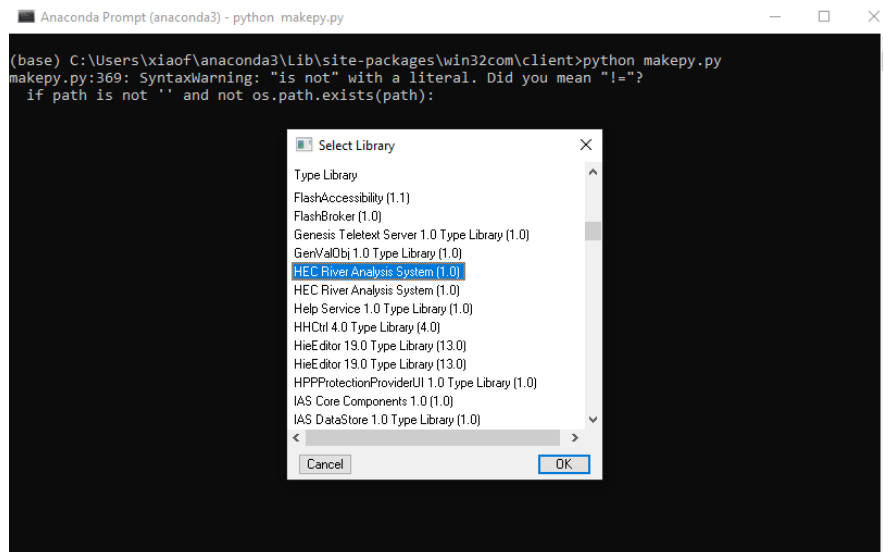 Anaconda Prompt (anaconda3) - python  makepy.py
(base) C:\Users\xiaof\anaconda3\Lib\site-packages\win32com\client>python makepy.py
makepy.py:369: SyntaxWarning: "is not" with a literal. Did you mean "!="?
  if path is not '' and not os.path.exists(path):
Select Library
Type Library
FlashAccessibility (1.1)
FlashBroker (1.0)
Genesis Teletext Server 1.0 Type Library (1.0)
GenValObj 1.0 Type Library (1.0)
HEC River Analysis System (1.0)
HEC River Analysis System (1.0)
Help Service 1.0 Type Library (1.0)
HHCtrl 4.0 Type Library (4.0)
HieEditor 19.0 Type Library (13.0)
HieEditor 19.0 Type Library (13.0)
HPPProtectionProviderUI 1.0 Type Library (1.0)
IAS Core Components 1.0 (1.0)
IAS DataStore 1.0 Type Library (1.0)
Cancel
OK